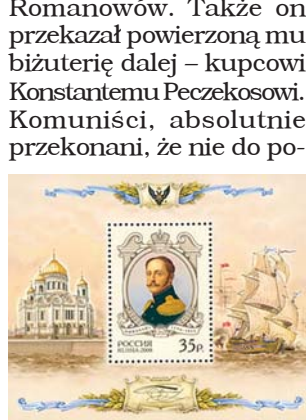 Romanowów. Także on
przekazał powierzoną mu
biżuterię dalej – kupcowi
Konstantemu Peczekosowi.
Komuniści, absolutnie
przekonani, że nie do po-
РОССИЯ
35р.